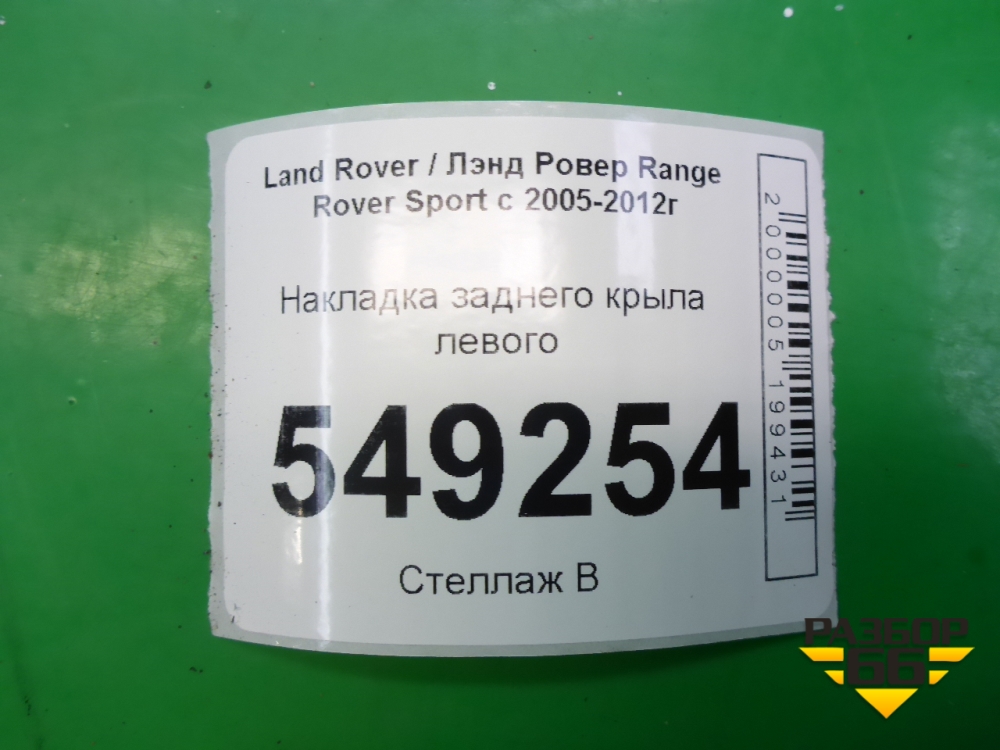 Land Rover / Лэнд Ровер Range
Rover Sport с 2005-2012г
Накладка заднего крыла
левого
549254
Стеллаж В
2000005199431
РАЗБОР
66